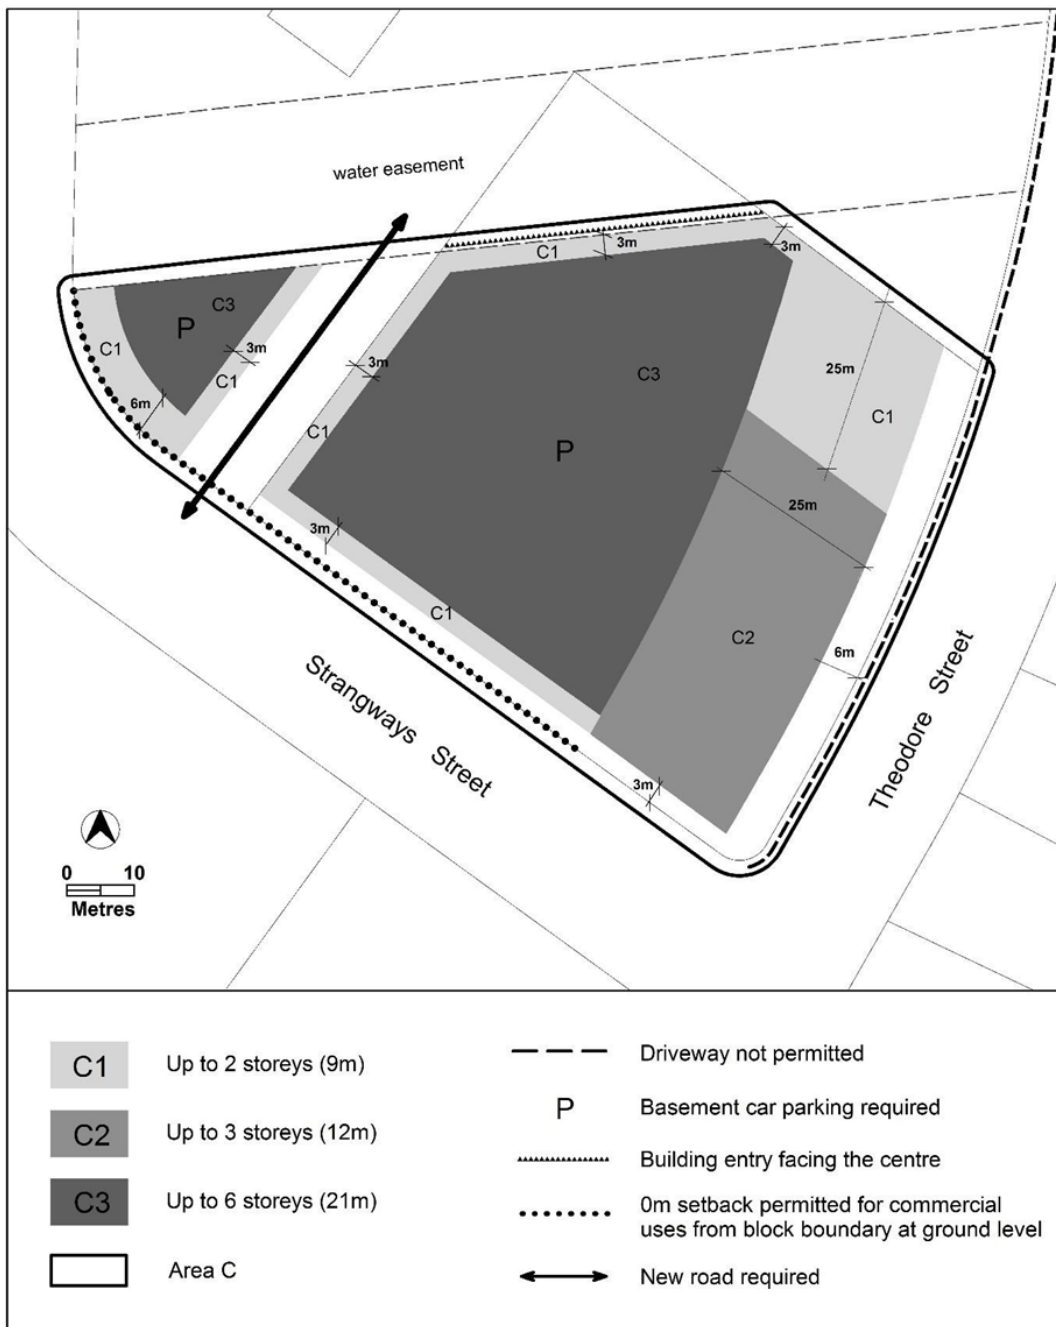 water easement
C1
3m
3m
C3
P
C1
3m
C1
6m
3m
C1
C3
25m
C1
P
25m
3m
C1
C2
6m
Strangways Street
Theodore Street
3m
0 10
Metres
C1 Up to 2 storeys (9m)
C2 Up to 3 storeys (12m)
C3 Up to 6 storeys (21m)
Area C
Driveway not permitted
P Basement car parking required
Building entry facing the centre
0m setback permitted for commercial
uses from block boundary at ground level
New road required